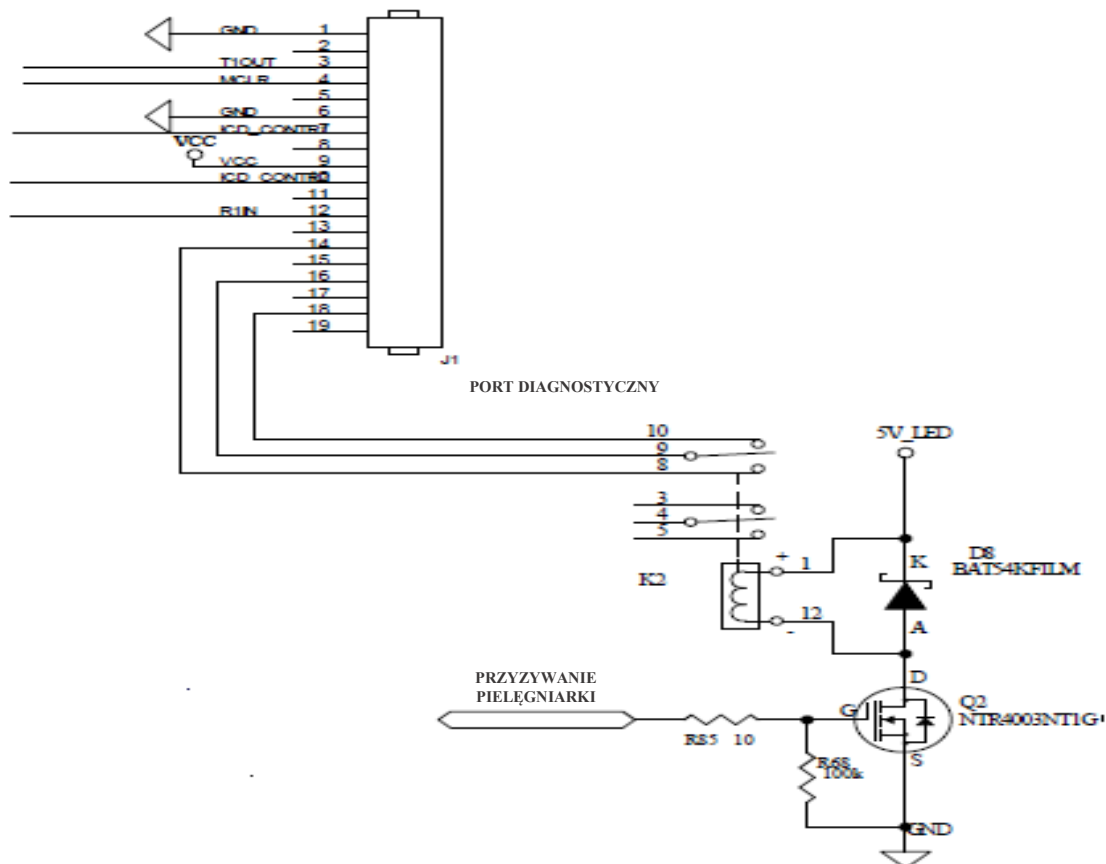 GND 1
2
T1OUT 3
MCLR 4
5
GND 6
ICD_CONTR 7
VCC
8
VCC 9
ICD_CONTR 10
11
R1IN 12
13
14
15
16
17
18
19
J1
PORT DIAGNOSTYCZNY
10
9
8
5V_LED
3
4
5
+
1
K2
D8
BAT54KFILM
K
12
-
A
PRZYZYWANIE
PIELĘGNIARKI
D
G
Q2
NTR4003NT1G
R85 10
S
R68
100k
GND